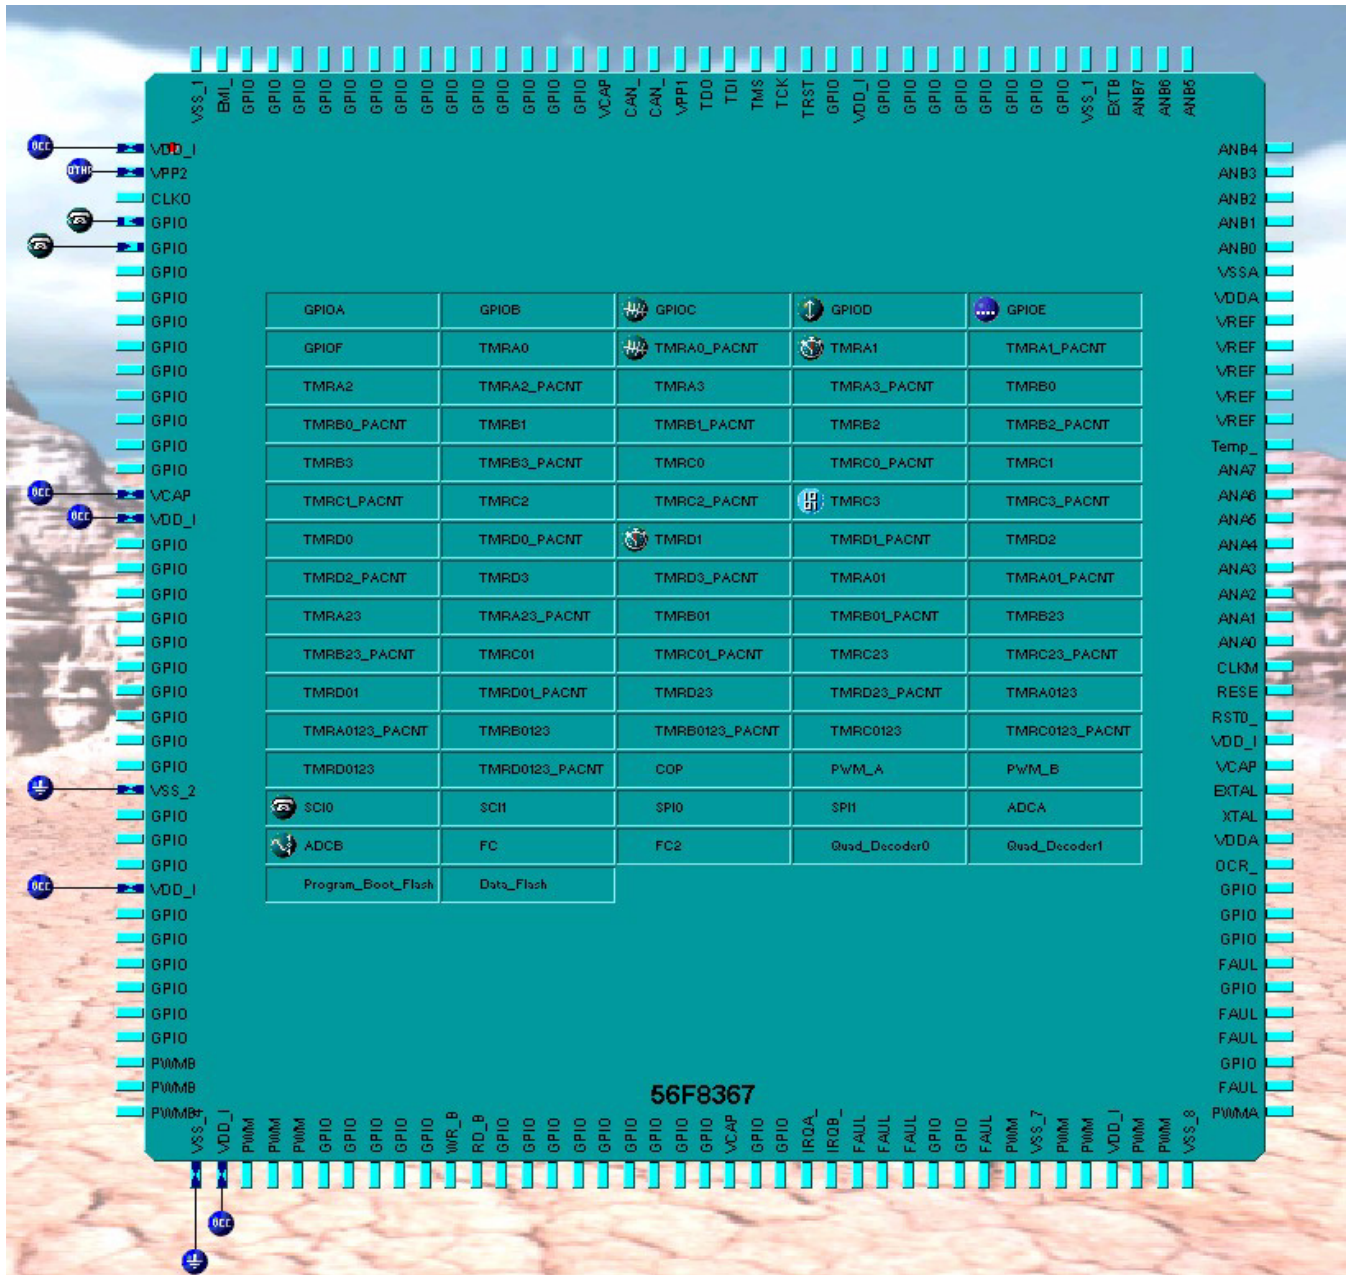 VSS_1 EMI_ GPIO GPIO GPIO GPIO GPIO GPIO GPIO GPIO GPIO GPIO GPIO GPIO GPIO GPIO VCAP CAN_ CAN_ VPP1 TDO TDI TMS TCK TRST GPIO VDD_I GPIO GPIO GPIO GPIO GPIO GPIO GPIO GPIO VSS_1 EXTB ANB7 ANB6 ANB5
VDD_I ANB4
VPP2 ANB3
CLKO ANB2
GPIO ANB1
GPIO ANB0
GPIO VSSA
GPIO VDDA
GPIO VREF
GPIO VREF
GPIO VREF
GPIO VREF
GPIO VREF
GPIO Temp_
GPIO ANA7
VCAP ANA6
VDD_I ANA5
GPIO ANA4
GPIO ANA3
GPIO ANA2
GPIO ANA1
GPIO ANA0
GPIO CLKM
GPIO RESE
GPIO RSTO_
GPIO VDD_I
GPIO VCAP
VSS_2 EXTAL
GPIO XTAL
GPIO VDDA
GPIO OCR_
VDD_I GPIO
GPIO GPIO
GPIO GPIO
GPIO FAUL
GPIO GPIO
GPIO FAUL
GPIO FAUL
PWMB GPIO
PWMB FAUL
PWMB PWMA
GPIOA GPIOB GPIOC GPIOD GPIOE
GPIOF TMRA0 TMRA0_PACNT TMRA1 TMRA1_PACNT
TMRA2 TMRA2_PACNT TMRA3 TMRA3_PACNT TMRB0
TMRB0_PACNT TMRB1 TMRB1_PACNT TMRB2 TMRB2_PACNT
TMRB3 TMRB3_PACNT TMRC0 TMRC0_PACNT TMRC1
TMRC1_PACNT TMRC2 TMRC2_PACNT TMRC3 TMRC3_PACNT
TMRD0 TMRD0_PACNT TMRD1 TMRD1_PACNT TMRD2
TMRD2_PACNT TMRD3 TMRD3_PACNT TMRA01 TMRA01_PACNT
TMRA23 TMRA23_PACNT TMRB01 TMRB01_PACNT TMRB23
TMRB23_PACNT TMRC01 TMRC01_PACNT TMRC23 TMRC23_PACNT
TMRD01 TMRD01_PACNT TMRD23 TMRD23_PACNT TMRA0123
TMRA0123_PACNT TMRB0123 TMRB0123_PACNT TMRC0123 TMRC0123_PACNT
TMRD0123 TMRD0123_PACNT COP PWM_A PWM_B
SCI0 SCI1 SPI0 SPI1 ADCA
ADCB FC FC2 Quad_Decoder0 Quad_Decoder1
Program_Boot_Flash Data_Flash
56F8367
VSS_4 VDD_I PWM PWM PWM GPIO GPIO GPIO GPIO GPIO WR_B RD_B GPIO GPIO GPIO GPIO GPIO GPIO GPIO GPIO GPIO VCAP GPIO GPIO IRQA_ IRQB_ FAUL FAUL FAUL GPIO GPIO FAUL PWM VSS_7 PWM PWM VDD_I PWM PWM VSS_8